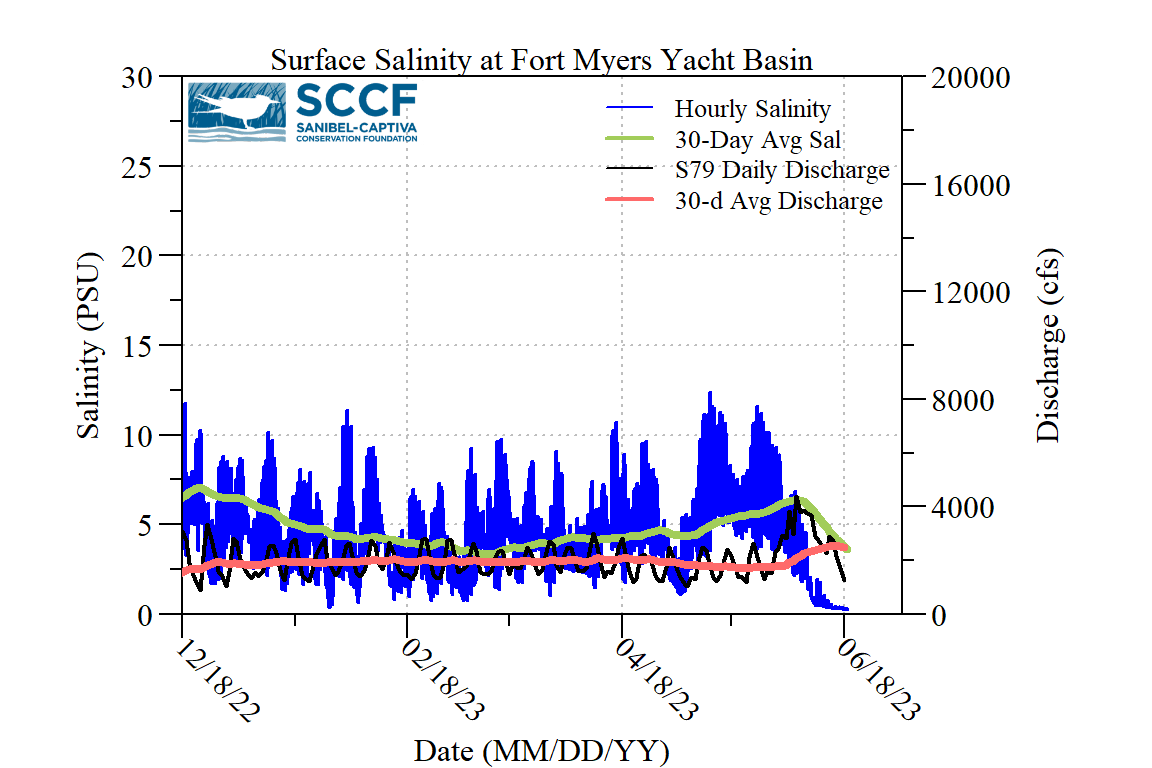 Surface Salinity at Fort Myers Yacht Basin
SCCF
SANIBEL-CAPTIVA
CONSERVATION FOUNDATION
Hourly Salinity
30-Day Avg Sal
S79 Daily Discharge
30-d Avg Discharge
30
25
20
15
10
5
0
Salinity (PSU)
20000
16000
12000
8000
4000
0
Discharge (cfs)
12/18/22
02/18/23
04/18/23
06/18/23
Date (MM/DD/YY)